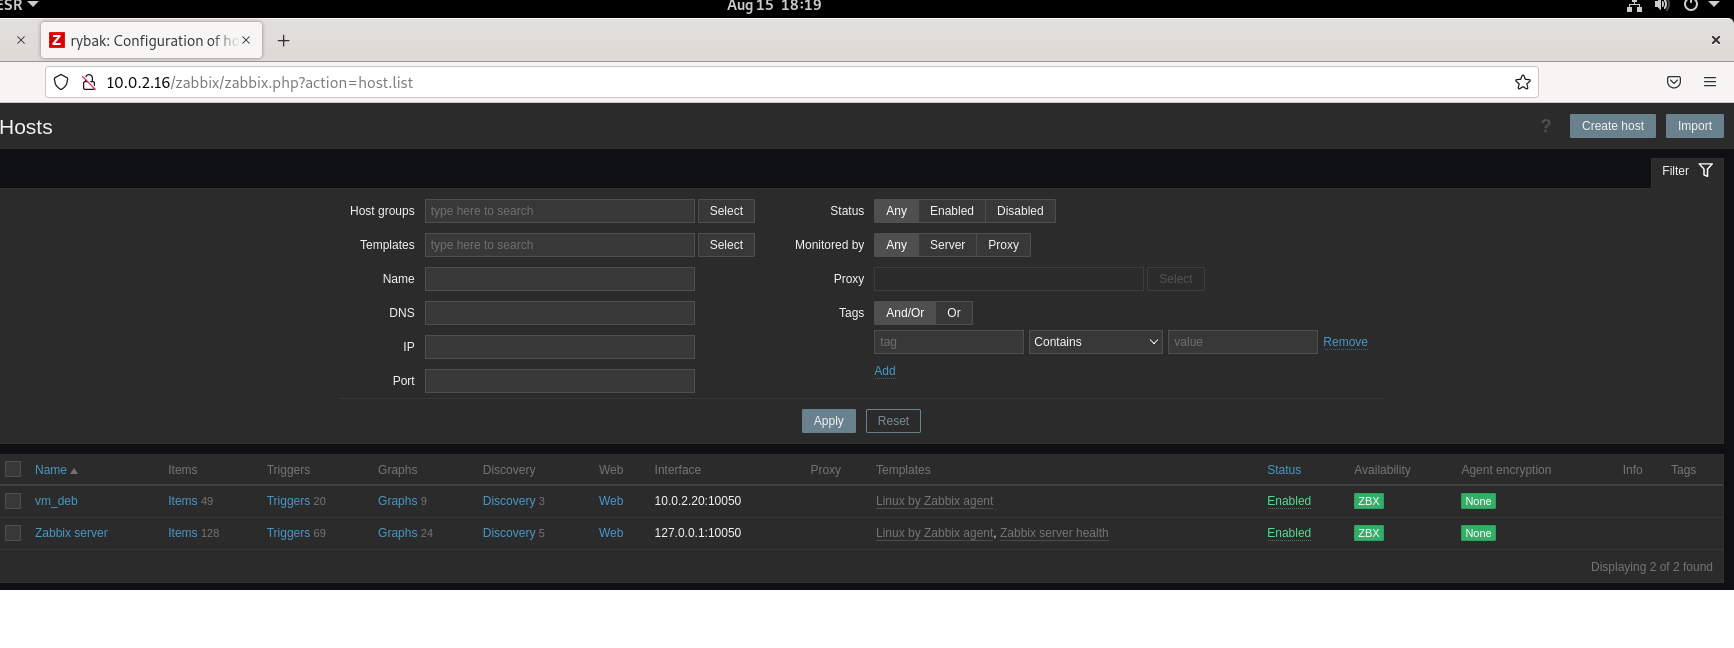 ESR
Aug 15 18:19
rybak: Configuration of ho
10.0.2.16/zabbix/zabbix.php?action=host.list
Hosts
? Create host Import
Filter
Host groups type here to search Select
Templates type here to search Select
Name
DNS
IP
Port
Status Any Enabled Disabled
Monitored by Any Server Proxy
Proxy Select
Tags And/Or Or
tag Contains value Remove
Add
Apply Reset
Name Items Triggers Graphs Discovery Web Interface Proxy Templates Status Availability Agent encryption Info Tags
vm_deb Items 49 Triggers 20 Graphs 9 Discovery 3 Web 10.0.2.20:10050 Linux by Zabbix agent Enabled ZBX None
Zabbix server Items 128 Triggers 69 Graphs 24 Discovery 5 Web 127.0.0.1:10050 Linux by Zabbix agent, Zabbix server health Enabled ZBX None
Displaying 2 of 2 found